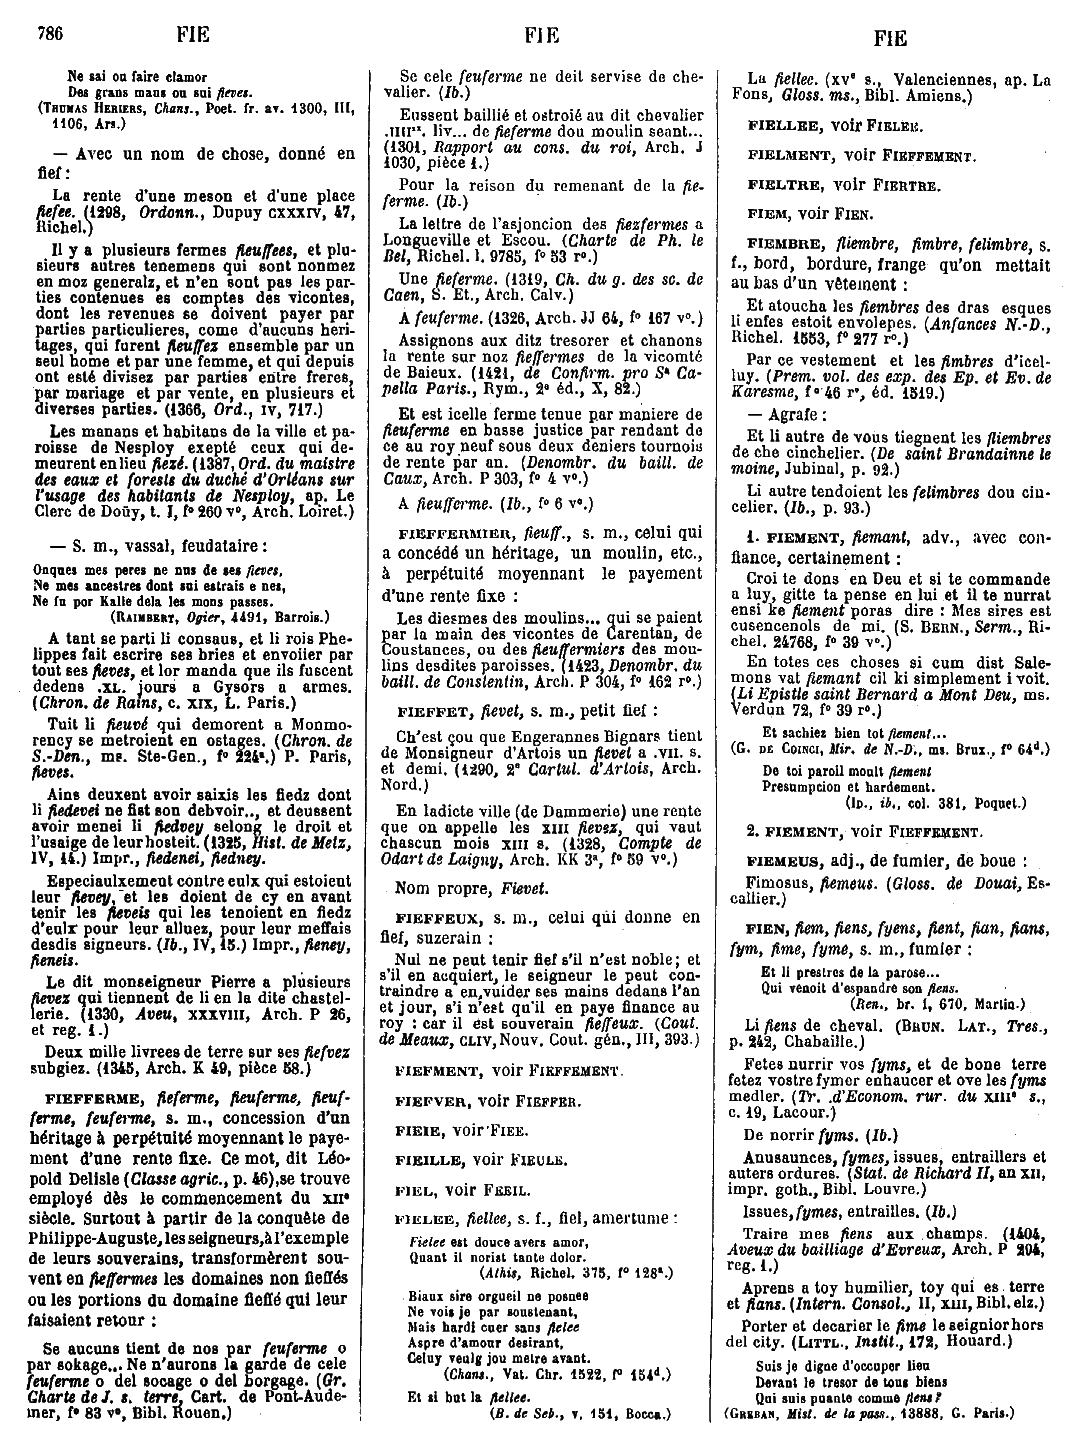 786 FIE FIE FIE
Ne sai ou faire clamor
Des grans maus ou sui fieves.
(THOMAS HERIERS, Chans., Poet. fr. av. 1300, III,
1106, Ars.)
— Avec un nom de chose, donné en
fief :
La rente d'une meson et d'une place
fiefee. (1298, Ordonn., Dupuy CXXXIV, 47,
Richel.)
Il y a plusieurs fermes fieuffees, et plu-
sieurs autres tenemens qui sont nonmez
en moz generalz, et n'en sont pas les par-
ties contenues es comptes des vicontes,
dont les revenues se doivent payer par
parties particulieres, come d'aucuns heri-
tages, qui furent fieuffez ensemble par un
seul home et par une femme, et qui depuis
ont esté divisez par parties entre freres,
par mariage et par vente, en plusieurs et
diverses parties. (1366, Ord., IV, 717.)
Les manans et habitans de la ville et pa-
roisse de Nesploy exepté ceux qui de-
meurent en lieu fiezé. (1387, Ord. du maistre
des eaux et forests du duché d'Orléans sur
l'usage des habitants de Nesploy, ap. Le
Clerc de Doüy, t. I, f° 260 v°, Arch. Loiret.)
— S. m., vassal, feudataire :
Onques mes peres ne nus de ses fieves,
Ne mes ancestres dont sui estrais e nes,
Ne fu por Kalle dela les mons passes.
(RAIMBERT, Ogier, 4491, Barrois.)
A tant se parti li consaus, et li rois Phe-
lippes fait escrire ses bries et envoiier par
tout ses fieves, et lor manda que ils fuscent
dedens .XL. jours a Gysors a armes.
(Chron. de Rains, c. XIX, L. Paris.)
Tuit li fieuvé qui demorent a Monmo-
rency se metroient en ostages. (Chron. de
S.-Den., ms. Ste-Gen., f° 224ª.) P. Paris,
fieves.
Ains deuxent avoir saixis les fiedz dont
li fiedevei ne fist son debvoir.., et deussent
avoir menei li fiedvey selong le droit et
l'usaige de leur hosteit. (1325, Hist. de Metz,
IV, 14.) Impr., fiedenei, fiedney.
Especiaulxement contre eulx qui estoient
leur fievey, et les doient de cy en avant
tenir les fieveis qui les tenoient en fiedz
d'eulx pour leur alluez, pour leur meffais
desdis signeurs. (Ib., IV, 15.) Impr., fieney,
fieneis.
Le dit monseigneur Pierre a plusieurs
fievez qui tiennent de li en la dite chastel-
lerie. (1330, Aveu, XXXVIII, Arch. P 26,
et reg. 1.)
Deux mille livrees de terre sur ses fiefvez
subgiez. (1345, Arch. K 49, pièce 58.)
FIEFFERME, fieferme, fieuferme, fieuf-
ferme, feuferme, s. m., concession d'un
héritage à perpétuité moyennant le paye-
ment d'une rente fixe. Ce mot, dit Léo-
pold Delisle (Classe agric., p. 46), se trouve
employé dès le commencement du XIIe
siècle. Surtout à partir de la conquête de
Philippe-Auguste, les seigneurs, à l'exemple
de leurs souverains, transformèrent sou-
vent en fieffermes les domaines non fieffés
ou les portions du domaine fieffé qui leur
faisaient retour :
Se aucuns tient de nos par feuferme o
par sokage... Ne n'aurons la garde de cele
feuferme o del socage o del borgage. (Gr.
Charte de J. s. terre, Cart. de Pont-Aude-
mer, f° 83 v°, Bibl. Rouen.)
Se cele feuferme ne deit servise de che-
valier. (Ib.)
Eussent baillié et ostroié au dit chevalier
.IIIIxx. liv... de fieferme dou moulin seant...
(1301, Rapport au cons. du roi, Arch. J
1030, pièce 1.)
Pour la reison du remenant de la fie-
ferme. (Ib.)
La lettre de l'asjoncion des fiezfermes a
Longueville et Escou. (Charte de Ph. le
Bel, Richel. l. 9785, f° 53 r°.)
Une fieferme. (1319, Ch. du g. des sc. de
Caen, S. Et., Arch. Calv.)
A feuferme. (1326, Arch. JJ 64, f° 167 v°.)
Assignons aux ditz tresorer et chanons
la rente sur noz fieffermes de la vicomté
de Baieux. (1421, de Confirm. pro Sª Ca-
pella Paris., Rym., 2e éd., X, 82.)
Et est icelle ferme tenue par maniere de
fieuferme en basse justice par rendant de
ce au roy neuf sous deux deniers tournois
de rente par an. (Denombr. du baill. de
Caux, Arch. P 303, f° 4 v°.)
A fieufferme. (Ib., f° 6 v°.)
FIEFFERMIER, fieuff., s. m., celui qui
a concédé un héritage, un moulin, etc.,
à perpétuité moyennant le payement
d'une rente fixe :
Les diesmes des moulins... qui se paient
par la main des vicontes de Carentan, de
Coustances, ou des fieuffermiers des mou-
lins desdites paroisses. (1423, Denombr. du
baill. de Constentin, Arch. P 304, f° 162 r°.)
FIEFFET, fievet, s. m., petit fief :
Ch'est çou que Engerannes Bignars tient
de Monsigneur d'Artois un fievet a .VII. s.
et demi. (1290, 2e Cartul. d'Artois, Arch.
Nord.)
En ladicte ville (de Dammerie) une rente
que on appelle les XIII fievez, qui vaut
chascun mois XIII s. (1328, Compte de
Odart de Laigny, Arch. KK 3ª, f° 59 v°.)
Nom propre, Fievet.
FIEFFEUX, s. m., celui qui donne en
fief, suzerain :
Nul ne peut tenir fief s'il n'est noble ; et
s'il en acquiert, le seigneur le peut con-
traindre a en vuider ses mains dedans l'an
et jour, s'i n'est qu'il en paye finance au
roy : car il est souverain fieffeux. (Cout.
de Meaux, CLIV, Nouv. Cout. gén., III, 393.)
FIEFMENT, voir FIEFFEMENT.
FIEFVER, voir FIEFFER.
FIEIE, voir FIEE.
FIEILLE, voir FIEULE.
FIEL, voir FEEIL.
FIELEE, fiellee, s. f., fiel, amertume :
Fielee est douce avers amor,
Quant il norist tante dolor.
(Athis, Richel. 375, f° 128ª.)
Biaux sire orgueil ne posnee
Ne vois je par soustenant,
Mais hardi cuer sans fielee
Aspre d'amour desirant,
Celuy veulg jou metre avant.
(Chans., Vat. Chr. 1522, f° 154d.)
Et si but la fiellee.
(B. de Seb., V, 151, Bocca.)
La fiellee. (XVe s., Valenciennes, ap. La
Fons, Gloss. ms., Bibl. Amiens.)
FIELLEE, voir FIELEE.
FIELMENT, voir FIEFFEMENT.
FIELTRE, voir FIERTRE.
FIEM, voir FIEN.
FIEMBRE, fliembre, fimbre, felimbre, s.
f., bord, bordure, frange qu'on mettait
au bas d'un vêtement :
Et atoucha les fiembres des dras esques
li enfes estoit envolepes. (Anfances N.-D.,
Richel. 1553, f° 277 r°.)
Par ce vestement et les fimbres d'icel-
luy. (Prem. vol. des exp. des Ep. et Ev. de
Karesme, f° 46 r°, éd. 1519.)
— Agrafe :
Et li autre de vous tiegnent les fliembres
de che cinchelier. (De saint Brandainne le
moine, Jubinal, p. 92.)
Li autre tendoient les felimbres dou cin-
celier. (Ib., p. 93.)
1. FIEMENT, fiemant, adv., avec con-
fiance, certainement :
Croi te dons en Deu et si te commande
a luy, gitte ta pense en lui et il te nurrat
ensi ke fiement poras dire : Mes sires est
cusencenols de mi. (S. BERN., Serm., Ri-
chel. 24768, f° 39 v°.)
En totes ces choses si cum dist Sale-
mons vat fiemant cil ki simplement i voit.
(Li Epistle saint Bernard a Mont Deu, ms.
Verdun 72, f° 39 r°.)
Et sachiez bien tot fiement...
(G. DE COINCI, Mir. de N.-D., ms. Brux., f° 64d.)
De toi paroil moult fiement
Presumpcion et hardement.
(ID., ib., col. 381, Poquet.)
2. FIEMENT, voir FIEFFEMENT.
FIEMEUS, adj., de fumier, de boue :
Fimosus, fiemeus. (Gloss. de Douai, Es-
callier.)
FIEN, fiem, fiens, fyens, fient, fian, fians,
fym, fime, fyme, s. m., fumier :
Et li prestres de la parose...
Qui venoit d'espandre son fiens.
(Ren., br. 1, 670, Martin.)
Li fiens de cheval. (BRUN. LAT., Tres.,
p. 242, Chabaille.)
Fetes nurrir vos fyms, et de bone terre
fetez vostre fymor enhaucer et ove les fyms
medler. (Tr. d'Econom. rur. du XIIIe s.,
c. 19, Lacour.)
De norrir fyms. (Ib.)
Anusaunces, fymes, issues, entraillers et
auters ordures. (Stat. de Richard II, an XII,
impr. goth., Bibl. Louvre.)
Issues, fymes, entrailles. (Ib.)
Traire mes fiens aux champs. (1404,
Aveux du bailliage d'Evreux, Arch. P 294,
reg. 1.)
Aprens a toy humilier, toy qui es terre
et fians. (Intern. Consol., II, XIII, Bibl. elz.)
Porter et decarier le fime le seignior hors
del city. (LITTL., Instit., 172, Houard.)
Suis je digne d'occuper lieu
Devant le tresor de tous biens
Qui suis puante comme fiens ?
(GREBAN, Mist. de la pass., 13888, G. Paris.)